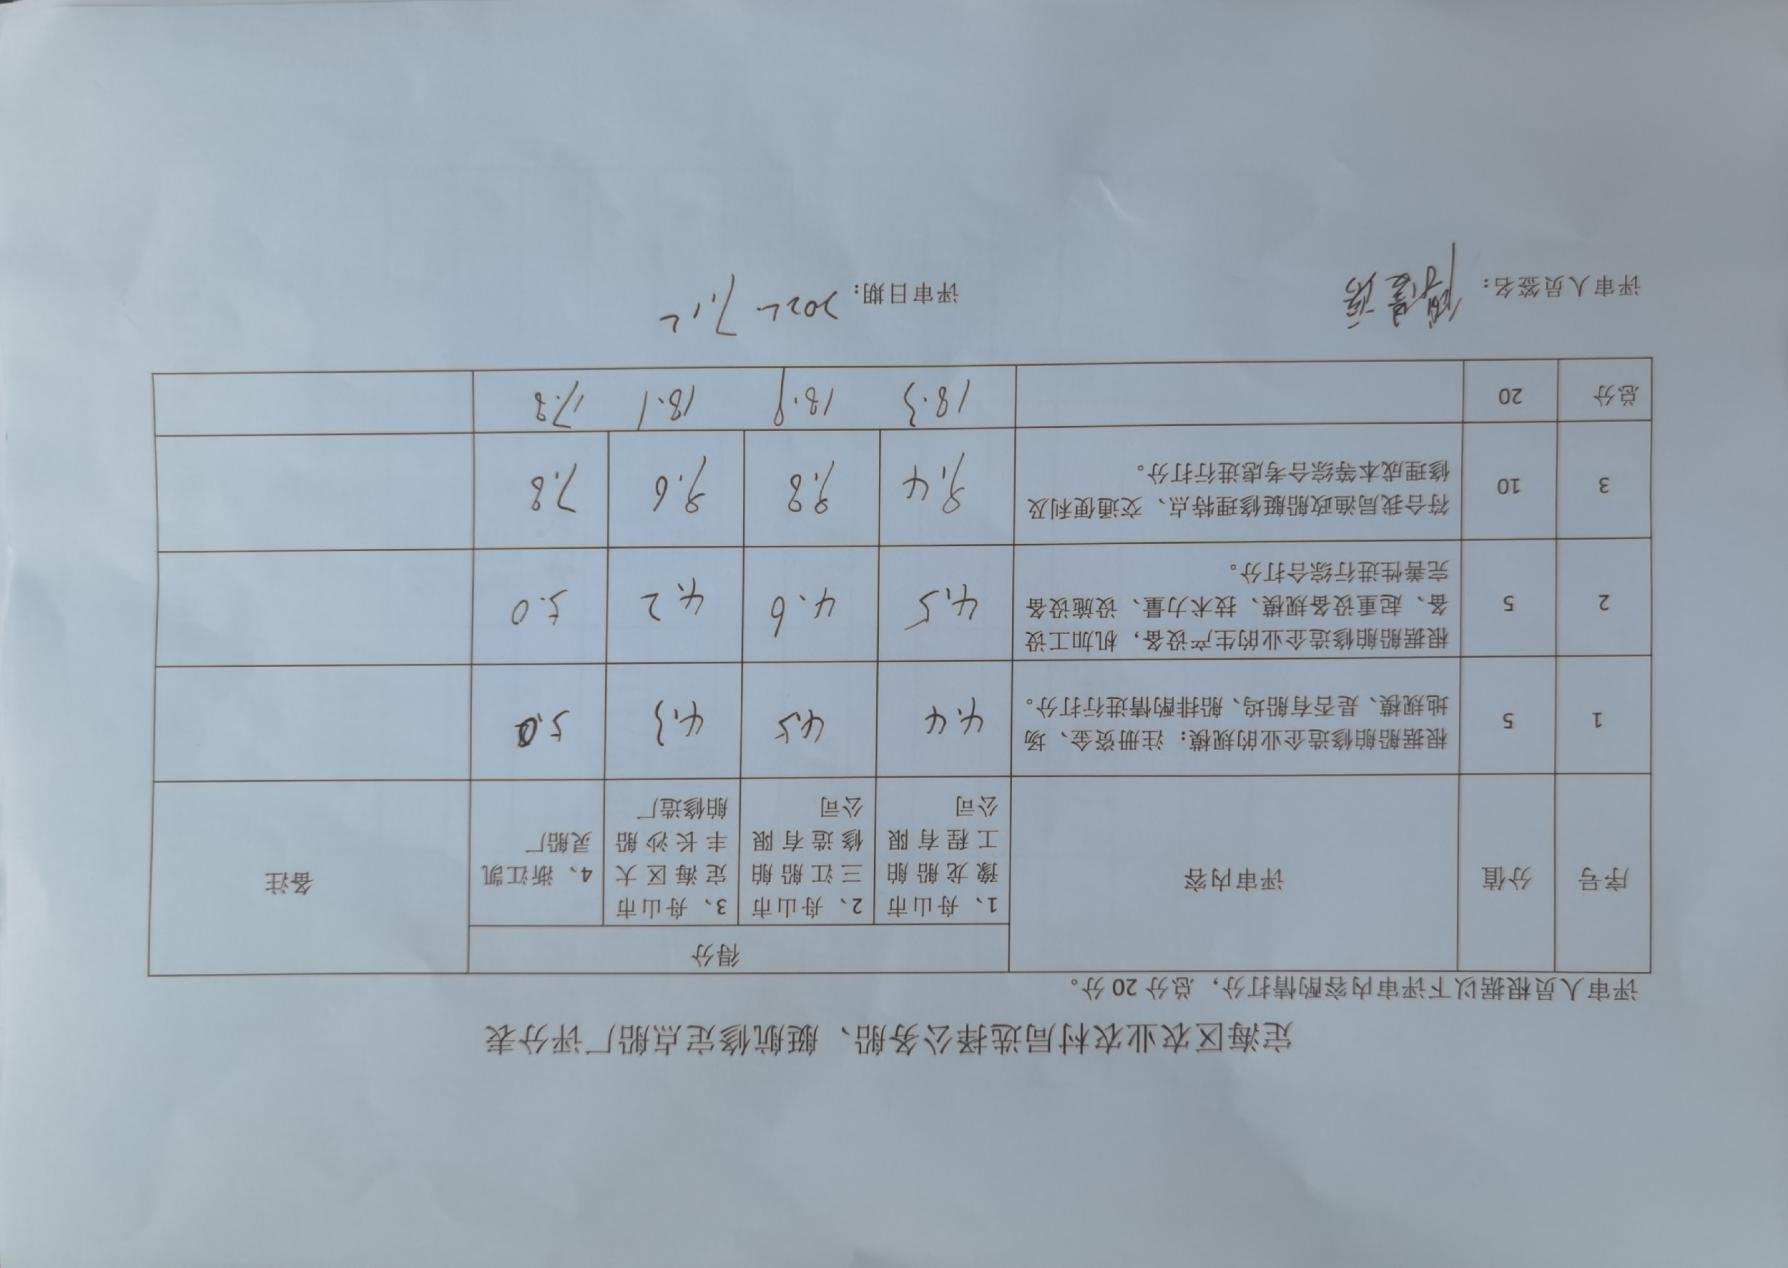 定海区农业农村局选择公务船、艇航修定点船厂评分表
评审人员根据以下评审内容酌情打分，总分 20 分。
序号 分值 评审内容 得分 备注
1、舟山市
豫龙船舶
工程有限
公司
2、舟山市
三江船舶
修造有限
公司
3、舟山市
定海区大
丰长沙船
舶修造厂
4、浙江凯
灵船厂
1 5 根据船舶修造企业的规模：注册资金、场
地规模、是否有船坞、船排酌情进行打分。
4.4 4.5 4.3 5.0
2 5 根据船舶修造企业的生产设备，机加工设
备、起重设备规模、技术力量、设施设备
完善性进行综合打分。
4.5 4.6 4.2 5.0
3 10 符合我局渔政船艇修理特点、交通便利及
修理成本等综合考虑进行打分。
9.4 9.8 9.6 7.8
总分 20 18.3 18.9 18.1 17.8
评审人员签名： 评审日期：